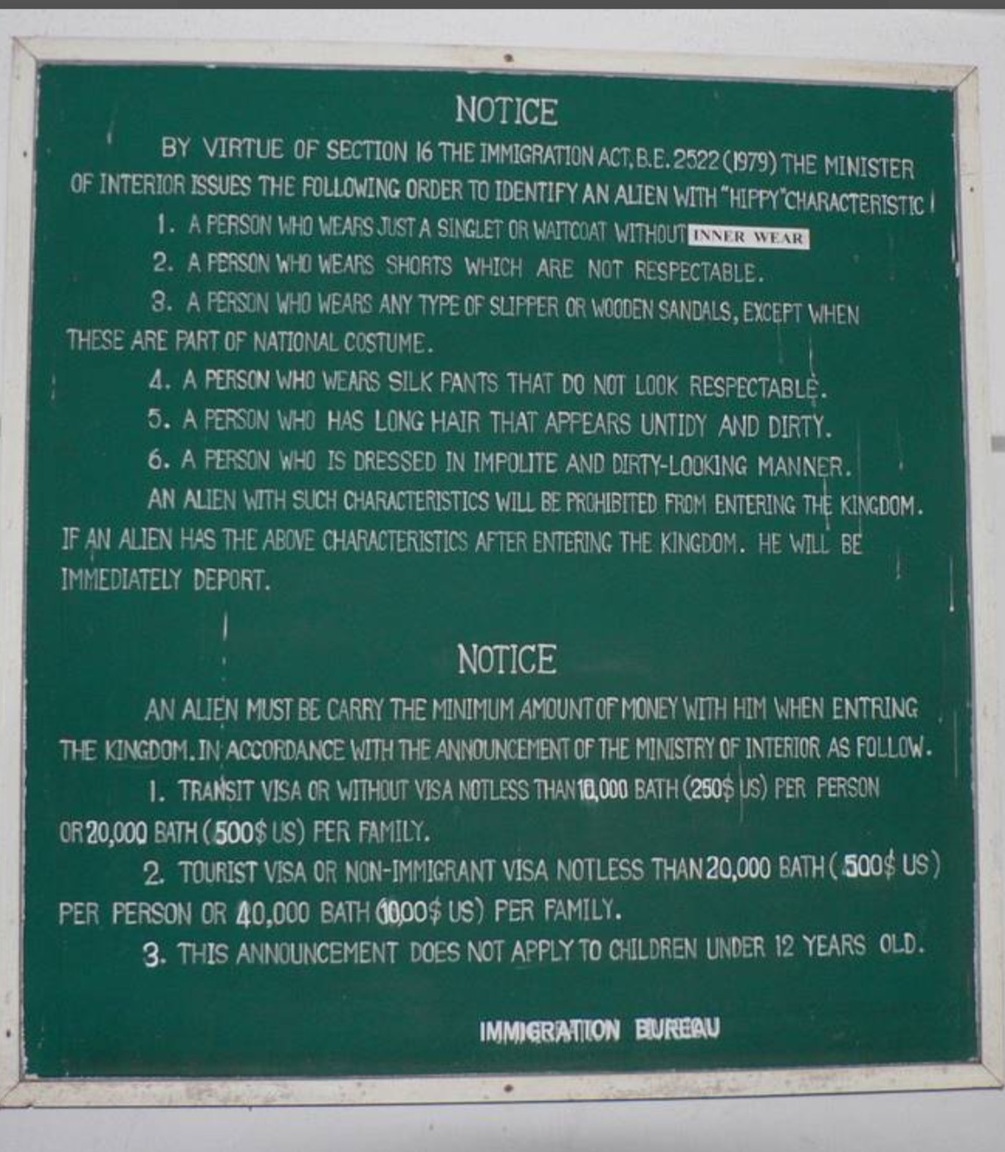 NOTICE
BY VIRTUE OF SECTION 16 THE IMMIGRATION ACT, B.E. 2522 (1979) THE MINISTER
OF INTERIOR ISSUES THE FOLLOWING ORDER TO IDENTIFY AN ALIEN WITH "HIPPY" CHARACTERISTIC :
1. A PERSON WHO WEARS JUST A SINGLET OR WAITCOAT WITHOUT INNER WEAR
2. A PERSON WHO WEARS SHORTS WHICH ARE NOT RESPECTABLE.
3. A PERSON WHO WEARS ANY TYPE OF SLIPPER OR WOODEN SANDALS, EXCEPT WHEN
THESE ARE PART OF NATIONAL COSTUME.
4. A PERSON WHO WEARS SILK PANTS THAT DO NOT LOOK RESPECTABLE.
5. A PERSON WHO HAS LONG HAIR THAT APPEARS UNTIDY AND DIRTY.
6. A PERSON WHO IS DRESSED IN IMPOLITE AND DIRTY-LOOKING MANNER.
AN ALIEN WITH SUCH CHARACTERISTICS WILL BE PROHIBITED FROM ENTERING THE KINGDOM.
IF AN ALIEN HAS THE ABOVE CHARACTERISTICS AFTER ENTERING THE KINGDOM. HE WILL BE
IMMEDIATELY DEPORT.
NOTICE
AN ALIEN MUST BE CARRY THE MINIMUM AMOUNT OF MONEY WITH HIM WHEN ENTRING
THE KINGDOM. IN ACCORDANCE WITH THE ANNOUNCEMENT OF THE MINISTRY OF INTERIOR AS FOLLOW.
1. TRANSIT VISA OR WITHOUT VISA NOTLESS THAN 10,000 BATH (250$ US) PER PERSON
OR 20,000 BATH (500$ US) PER FAMILY.
2. TOURIST VISA OR NON-IMMIGRANT VISA NOTLESS THAN 20,000 BATH (500$ US)
PER PERSON OR 40,000 BATH (1000$ US) PER FAMILY.
3. THIS ANNOUNCEMENT DOES NOT APPLY TO CHILDREN UNDER 12 YEARS OLD.
IMMIGRATION BUREAU